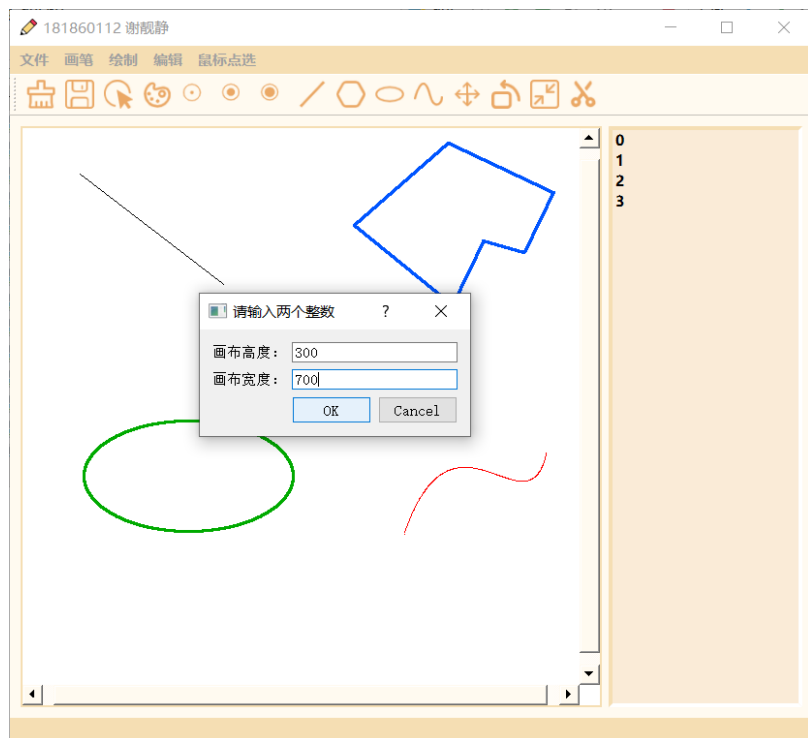 181860112 谢靓静
文件 画笔 绘制 编辑 鼠标点选
0
1
2
3
请输入两个整数 ?
画布高度： 300
画布宽度： 700
OK Cancel